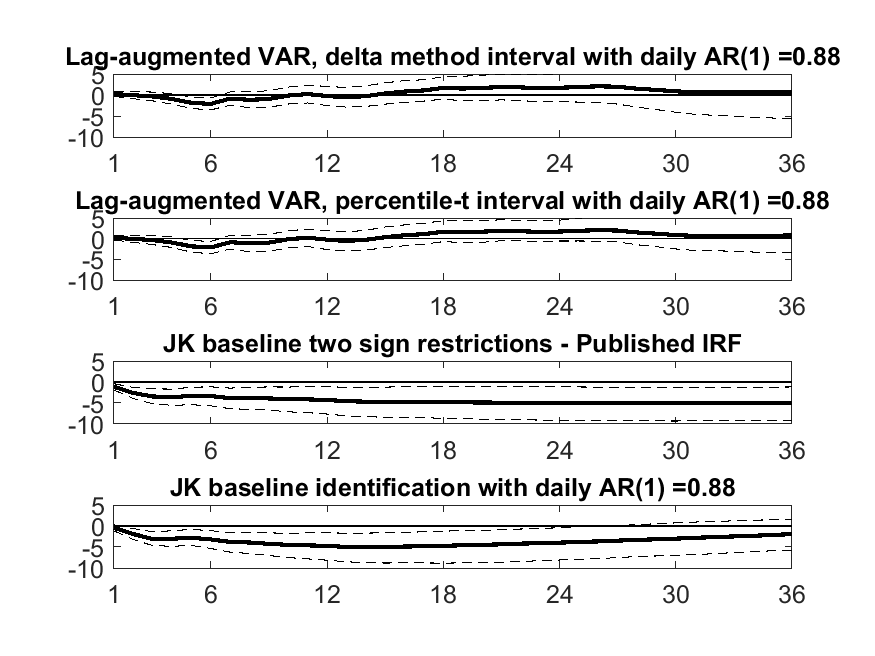 Lag-augmented VAR, delta method interval with daily AR(1) =0.88
5
0
-5
-10
1 6 12 18 24 30 36
Lag-augmented VAR, percentile-t interval with daily AR(1) =0.88
5
0
-5
-10
1 6 12 18 24 30 36
JK baseline two sign restrictions - Published IRF
5
0
-5
-10
1 6 12 18 24 30 36
JK baseline identification with daily AR(1) =0.88
5
0
-5
-10
1 6 12 18 24 30 36